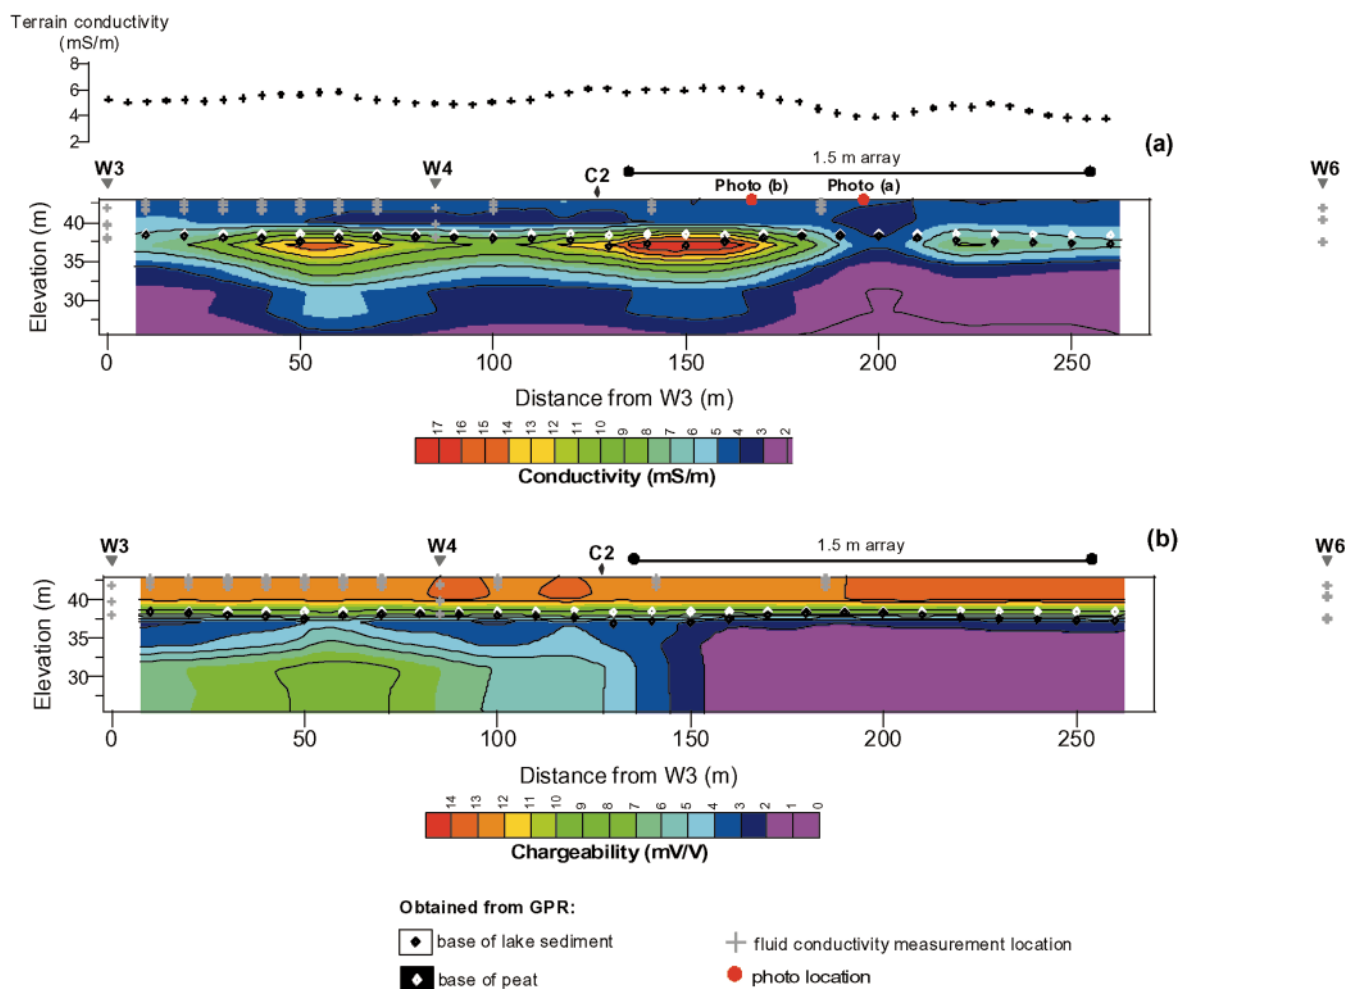 Terrain conductivity
(mS/m)
8
6
4
2
(a)
W3
W4
C2
1.5 m array
Photo (b)
Photo (a)
W6
Elevation (m)
40
35
30
0
50
100
150
200
250
Distance from W3 (m)
17 16 15 14 13 12 11 10 9 8 7 6 5 4 3 2
Conductivity (mS/m)
(b)
W3
W4
C2
1.5 m array
W6
Elevation (m)
40
35
30
0
50
100
150
200
250
Distance from W3 (m)
14 13 12 11 10 9 8 7 6 5 4 3 2 1 0
Chargeability (mV/V)
Obtained from GPR:
base of lake sediment
fluid conductivity measurement location
base of peat
photo location